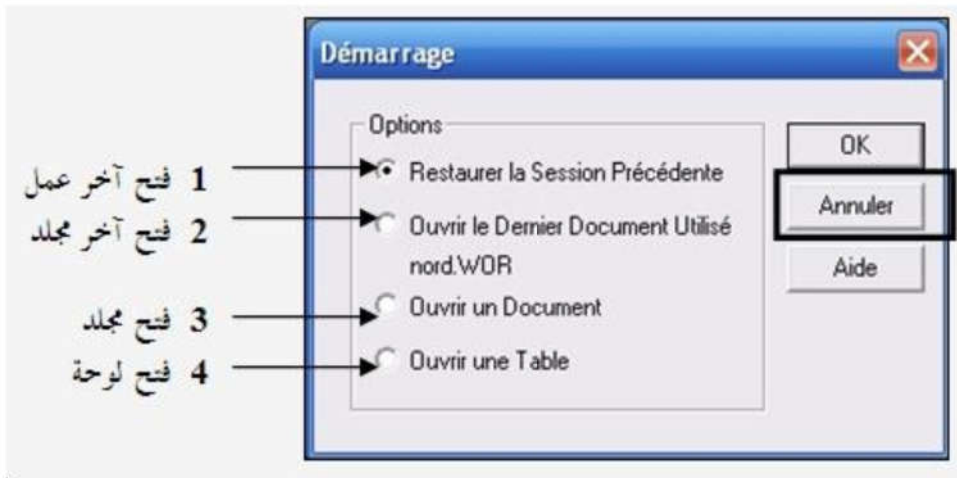 Démarrage
Options
Restaurer la Session Précédente
Ouvrir le Dernier Document Utilisé
nord.WOR
Ouvrir un Document
Ouvrir une Table
OK
Annuler
Aide
1 فتح آخر عمل
2 فتح آخر مجلد
3 فتح مجلد
4 فتح لوحة